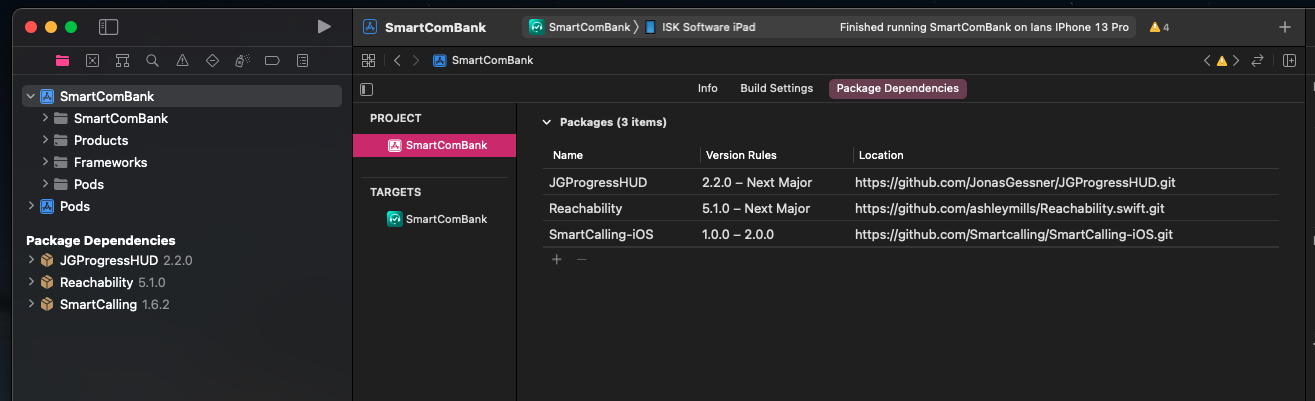 SmartComBank
SmartComBank
ISK Software iPad
Finished running SmartComBank on Ians IPhone 13 Pro
4
SmartComBank
Info
Build Settings
Package Dependencies
SmartComBank
SmartComBank
Products
Frameworks
Pods
Pods
Package Dependencies
JGProgressHUD 2.2.0
Reachability 5.1.0
SmartCalling 1.6.2
PROJECT
SmartComBank
TARGETS
SmartComBank
Packages (3 items)
Name Version Rules Location
JGProgressHUD 2.2.0 – Next Major https://github.com/JonasGessner/JGProgressHUD.git
Reachability 5.1.0 – Next Major https://github.com/ashleymills/Reachability.swift.git
SmartCalling-iOS 1.0.0 – 2.0.0 https://github.com/Smartcalling/SmartCalling-iOS.git